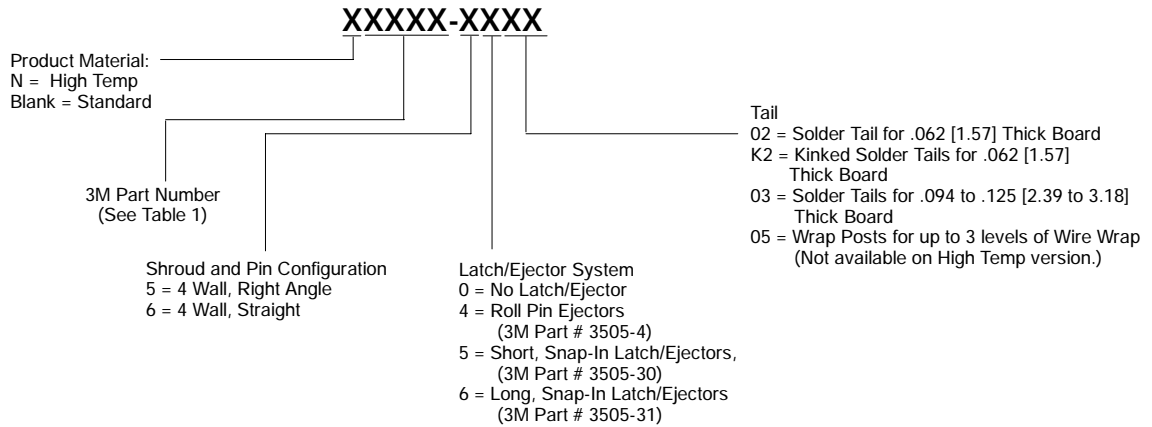 XXXXX-XXXX
Product Material:
N = High Temp
Blank = Standard
3M Part Number
(See Table 1)
Shroud and Pin Configuration
5 = 4 Wall, Right Angle
6 = 4 Wall, Straight
Latch/Ejector System
0 = No Latch/Ejector
4 = Roll Pin Ejectors
(3M Part # 3505-4)
5 = Short, Snap-In Latch/Ejectors,
(3M Part # 3505-30)
6 = Long, Snap-In Latch/Ejectors
(3M Part # 3505-31)
Tail
02 = Solder Tail for .062 [1.57] Thick Board
K2 = Kinked Solder Tails for .062 [1.57]
Thick Board
03 = Solder Tails for .094 to .125 [2.39 to 3.18]
Thick Board
05 = Wrap Posts for up to 3 levels of Wire Wrap
(Not available on High Temp version.)